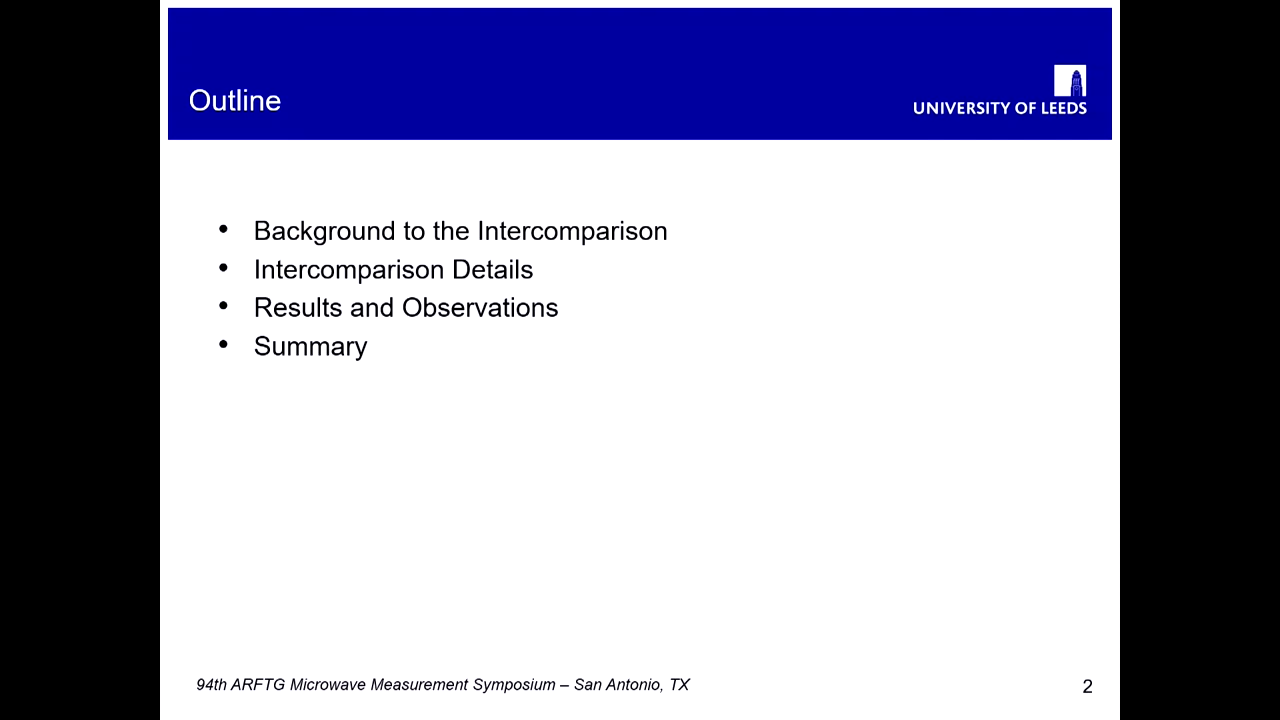 Outline
UNIVERSITY OF LEEDS
• Background to the Intercomparison
• Intercomparison Details
• Results and Observations
• Summary
94th ARFTG Microwave Measurement Symposium – San Antonio, TX
2